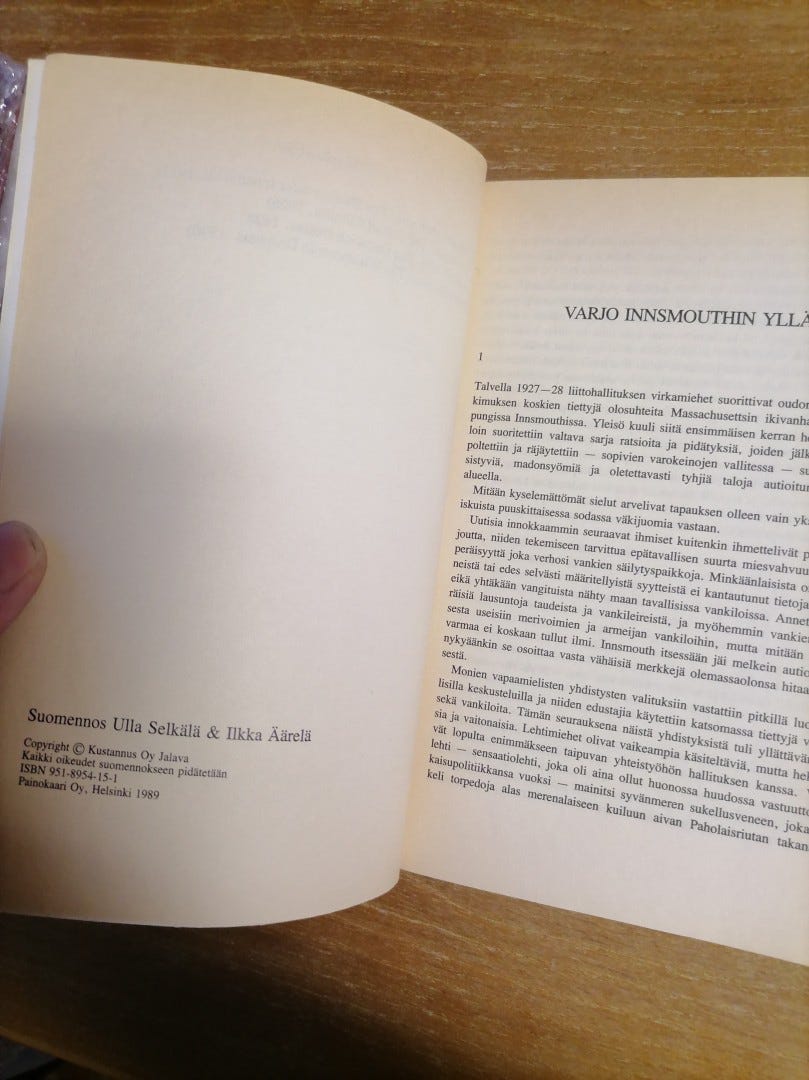 Suomennos Ulla Selkälä & Ilkka Äärelä
Copyright © Kustannus Oy Jalava
Kaikki oikeudet suomennokseen pidätetään
ISBN 951-8954-15-1
Painokaari Oy, Helsinki 1989
VARJO INNSMOUTHIN YLLÄ
1
Talvella 1927—28 liittohallituksen virkamiehet suorittivat oudon
kimuksen koskien tiettyjä olosuhteita Massachusettsin ikivanha
pungissa Innsmouthissa. Yleisö kuuli siitä ensimmäisen kerran he
loin suoritettiin valtava sarja ratsioita ja pidätyksiä, joiden jälk
poltettiin ja räjäytettiin — sopivien varokeinojen vallitessa — su
sistyviä, madonsyömiä ja oletettavasti tyhjiä taloja autioitun
alueella.
Mitään kyselemättömät sielut arvelivat tapauksen olleen vain yk
iskuista puuskittaisessa sodassa väkijuomia vastaan.
Uutisia innokkaammin seuraavat ihmiset kuitenkin ihmettelivät p
joutta, niiden tekemiseen tarvittua epätavallisen suurta miesvahvuu
peräisyyttä joka verhosi vankien säilytyspaikkoja. Minkäänlaisista o
neistä tai edes selvästi määritellyistä syytteistä ei kantautunut tietoja
eikä yhtäkään vangituista nähty maan tavallisissa vankiloissa. Annet
räisiä lausuntoja taudeista ja vankileireistä, ja myöhemmin vankien
sesta useisiin merivoimien ja armeijan vankiloihin, mutta mitään
varmaa ei koskaan tullut ilmi. Innsmouth itsessään jäi melkein autio
nykyäänkin se osoittaa vasta vähäisiä merkkejä olemassaolonsa hitaa
sestä.
Monien vapaamielisten yhdistysten valituksiin vastattiin pitkillä luo
lisilla keskusteluilla ja niiden edustajia käytettiin katsomassa tiettyjä v
sekä vankiloita. Tämän seurauksena näistä yhdistyksistä tuli yllättävän
sia ja vaitonaisia. Lehtimiehet olivat vaikeampia käsiteltäviä, mutta hek
vät lopulta enimmäkseen taipuvan yhteistyöhön hallituksen kanssa.
lehti — sensaatiolehti, joka oli aina ollut huonossa huudossa vastuutto
kaisupolitiikkansa vuoksi — mainitsi syvänmeren sukellusveneen, joka
keli torpedoja alas merenalaiseen kuiluun aivan Paholaisriutan takan